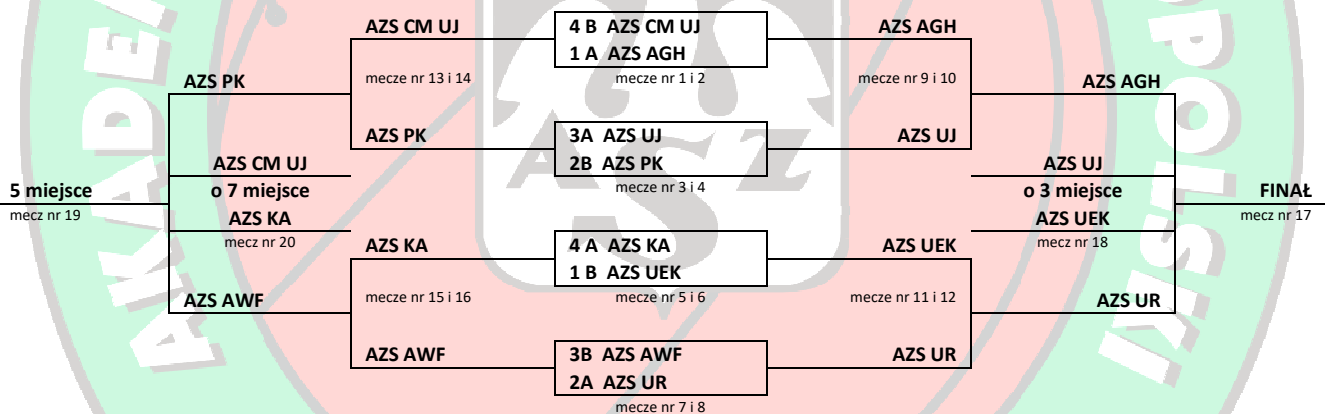 AZS CM UJ
4 B AZS CM UJ
AZS AGH
1 A AZS AGH
mecze nr 13 i 14
mecze nr 1 i 2
mecze nr 9 i 10
AZS PK
AZS AGH
AZS PK
3A AZS UJ
AZS UJ
2B AZS PK
mecze nr 3 i 4
AZS CM UJ
AZS UJ
5 miejsce
o 7 miejsce
o 3 miejsce
FINAŁ
mecz nr 19
AZS KA
AZS UEK
mecz nr 17
mecz nr 20
mecz nr 18
AZS KA
4 A AZS KA
AZS UEK
1 B AZS UEK
mecze nr 15 i 16
mecze nr 5 i 6
mecze nr 11 i 12
AZS AWF
AZS UR
AZS AWF
3B AZS AWF
AZS UR
2A AZS UR
mecze nr 7 i 8
AKADE
OPOLSKI
ASZ